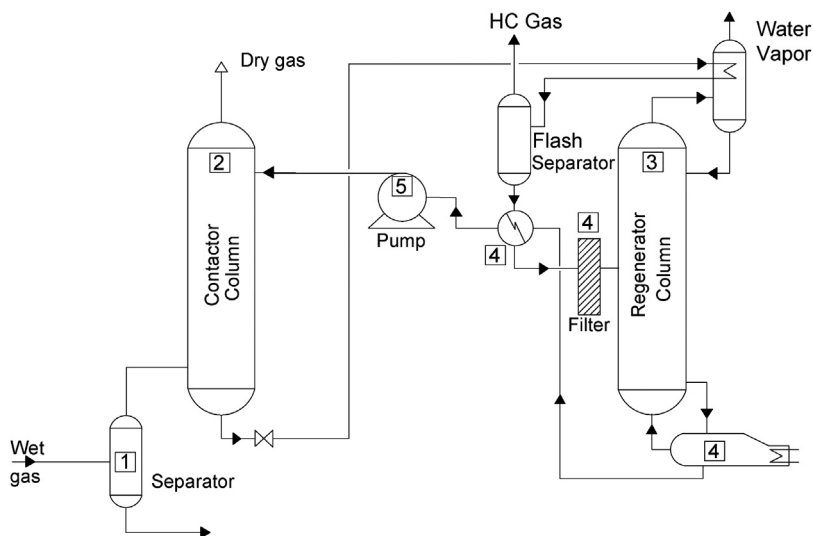 HC Gas
Water
Vapor
Dry gas
Flash
Separator
2
3
5
Pump
4
4
Filter
Contactor
Column
Regenerator
Column
Wet
gas
1
Separator
4